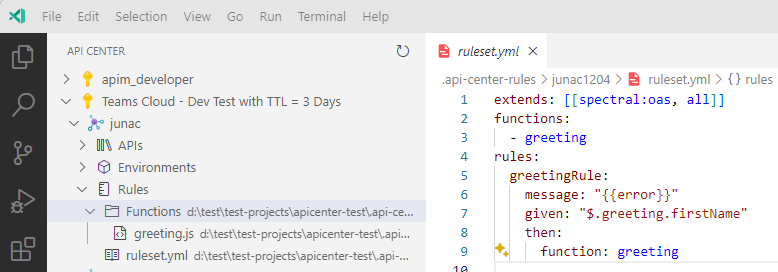 File Edit Selection View Go Run Terminal Help
API CENTER
apim_developer
Teams Cloud - Dev Test with TTL = 3 Days
junac
APIs
Environments
Rules
Functions d:\test\test-projects\apicenter-test\.api-ce...
greeting.js d:\test\test-projects\apicenter-test\.api...
ruleset.yml d:\test\test-projects\apicenter-test\.api-...
ruleset.yml
.api-center-rules > junac1204 > ruleset.yml > {} rules
1 extends: [[spectral:oas, all]]
2 functions:
3 - greeting
4 rules:
5 greetingRule:
6 message: "{{error}}"
7 given: "$.greeting.firstName"
8 then:
9 function: greeting
10